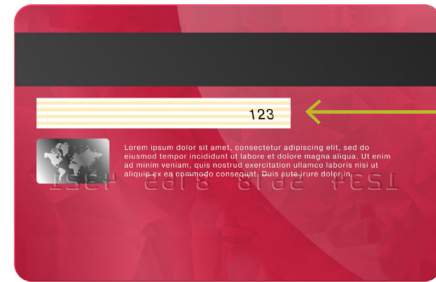 123
Lorem ipsum dolor sit amet, consectetur adipiscing elit, sed do
eiusmod tempor incididunt ut labore et dolore magna aliqua. Ut enim
ad minim veniam, quis nostrud exercitation ullamco laboris nisi ut
aliquip ex ea commodo consequat. Duis aute irure dolor in